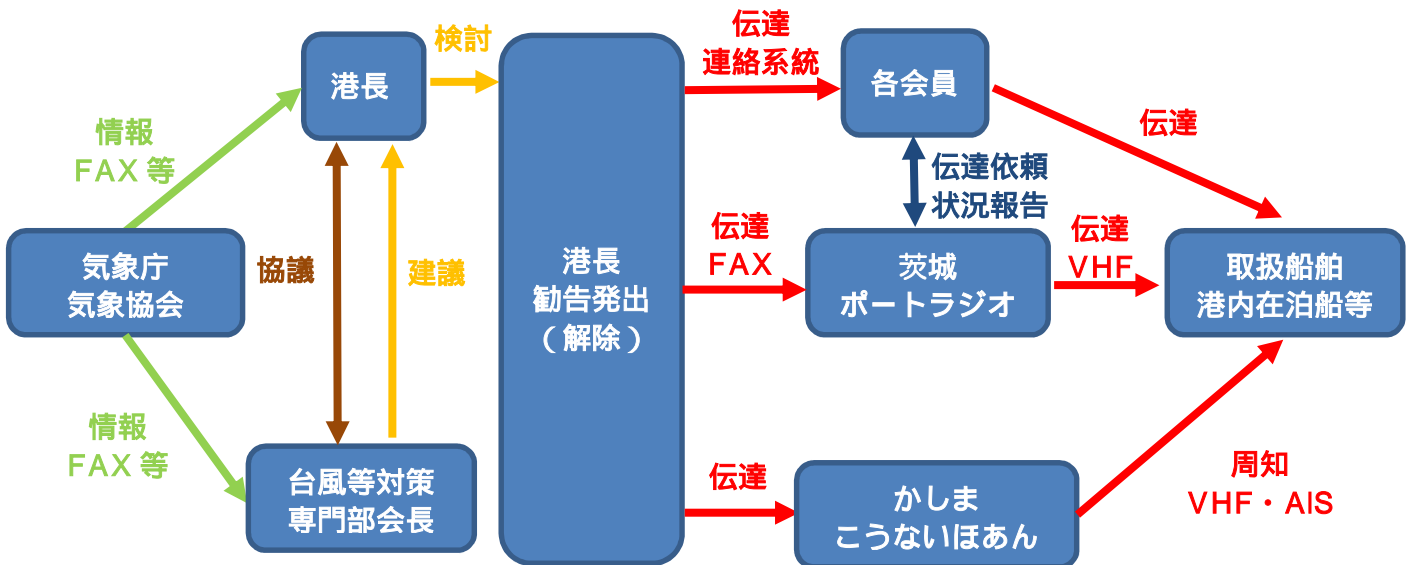 情報
FAX 等
気象庁
気象協会
情報
FAX 等
港長
協議
建議
台風等対策
専門部会長
検討
港長
勧告発出
（解除）
伝達
連絡系統
伝達
FAX
伝達
各会員
伝達依頼
状況報告
茨城
ポートラジオ
かしま
こうないほあん
伝達
伝達
VHF
取扱船舶
港内在泊船等
周知
VHF・AIS